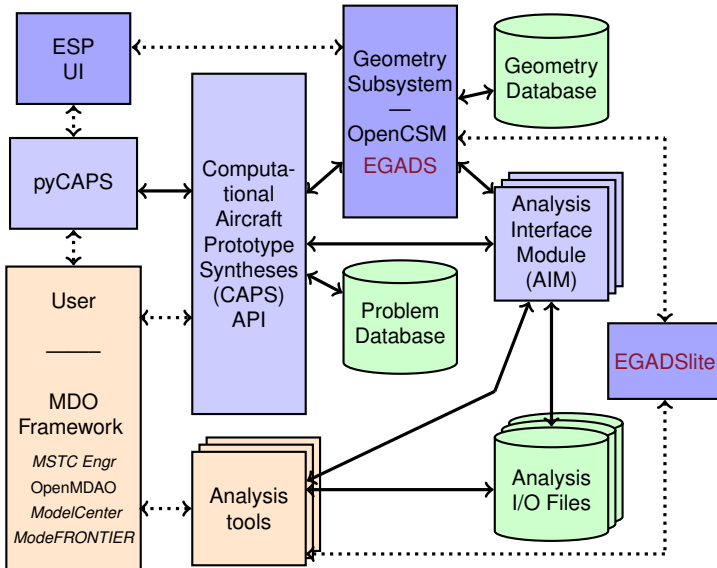 ESP
UI
Geometry
Subsystem
—
OpenCSM
EGADS
Geometry
Database
pyCAPS
Computa-
tional
Aircraft
Prototype
Syntheses
(CAPS)
API
Analysis
Interface
Module
(AIM)
Problem
Database
User
MDO
Framework
MSTC Engr
OpenMDAO
ModelCenter
ModeFRONTIER
EGADSlite
Analysis
tools
Analysis
I/O Files